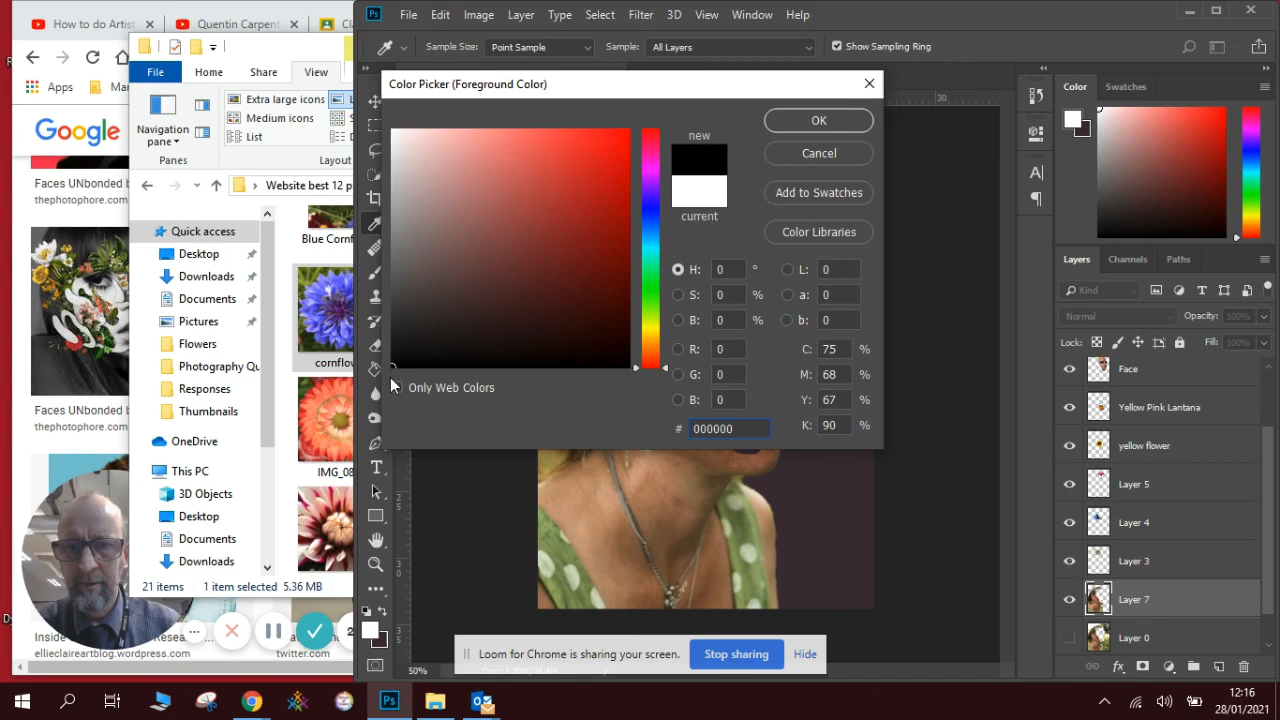 How to do Artist
Quentin Carpent
Cla
Apps
Mar
Google
Faces UNbonded b
thephotophore.com
Faces UNbonded b
thephotophore.com
Inside
Resear
ellieclaireartblog.wordpress.com
twitter.com
File
Home
Share
View
Navigation
pane
Panes
Extra large icons
Medium icons
List
L
S
Layout
Website best 12 p
Quick access
Desktop
Downloads
Documents
Pictures
Flowers
Photography Qu
Responses
Thumbnails
OneDrive
This PC
3D Objects
Desktop
Documents
Downloads
Blue Cornf
cornflow
IMG_08
21 items
1 item selected
5.36 MB
Ps
File
Edit
Image
Layer
Type
Select
Filter
3D
View
Window
Help
Sample Size:
Point Sample
Sample:
All Layers
Show Sampling Ring
30
Color Picker (Foreground Color)
new
current
OK
Cancel
Add to Swatches
Color Libraries
H: 0 °
L: 0
S: 0 %
a: 0
B: 0 %
b: 0
R: 0
C: 75 %
G: 0
M: 68 %
B: 0
Y: 67 %
# 000000
K: 90 %
Only Web Colors
Color
Swatches
Layers
Channels
Paths
Kind
Normal
Opacity: 100%
Lock:
Fill: 100%
Face
Yellow Pink Lantana
yellow flower
Layer 5
Layer 4
Layer 3
Layer 7
Layer 0
50%
Loom for Chrome is sharing your screen.
Stop sharing
Hide
Ps
12:16
28/01/2021